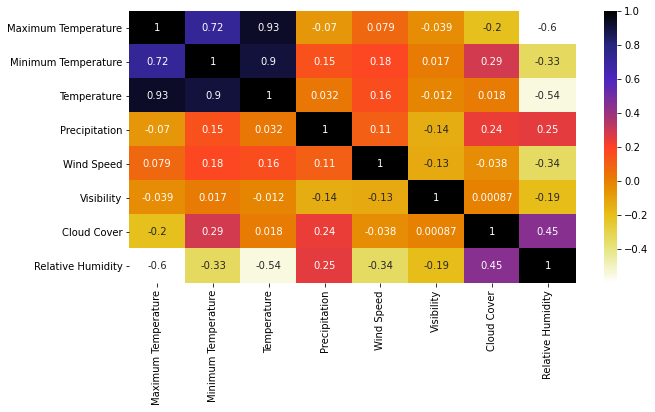 Maximum Temperature 1 0.72 0.93 -0.07 0.079 -0.039 -0.2 -0.6
Minimum Temperature 0.72 1 0.9 0.15 0.18 0.017 0.29 -0.33
Temperature 0.93 0.9 1 0.032 0.16 -0.012 0.018 -0.54
Precipitation -0.07 0.15 0.032 1 0.11 -0.14 0.24 0.25
Wind Speed 0.079 0.18 0.16 0.11 1 -0.13 -0.038 -0.34
Visibility -0.039 0.017 -0.012 -0.14 -0.13 1 0.00087 -0.19
Cloud Cover -0.2 0.29 0.018 0.24 -0.038 0.00087 1 0.45
Relative Humidity -0.6 -0.33 -0.54 0.25 -0.34 -0.19 0.45 1
Maximum Temperature
Minimum Temperature
Temperature
Precipitation
Wind Speed
Visibility
Cloud Cover
Relative Humidity
1.0
0.8
0.6
0.4
0.2
0.0
-0.2
-0.4